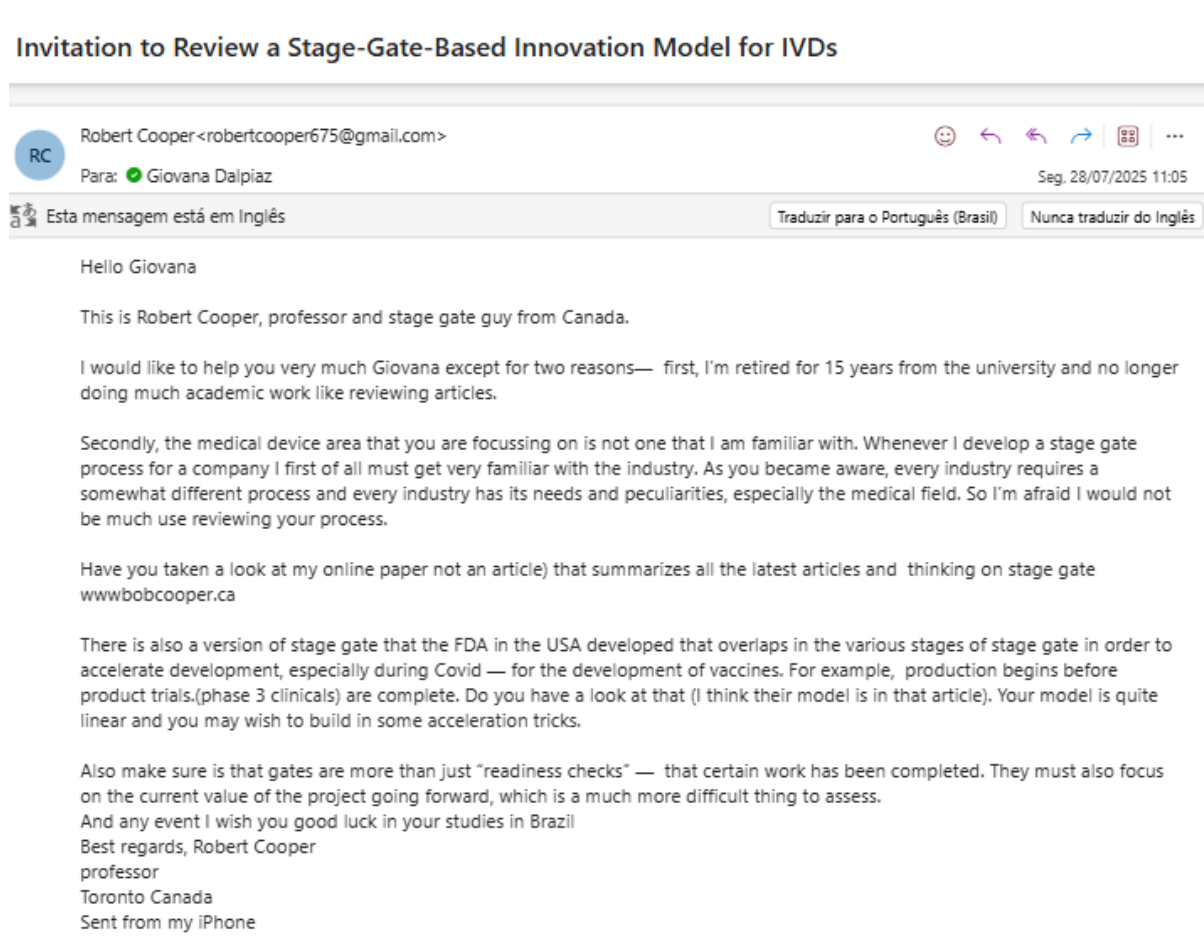 Invitation to Review a Stage-Gate-Based Innovation Model for IVDs
RC
Robert Cooper<robertcooper675@gmail.com>
Para: Giovana Dalpiaz
Seg, 28/07/2025 11:05
Esta mensagem está em Inglês
Traduzir para o Português (Brasil)
Nunca traduzir do Inglês
Hello Giovana
This is Robert Cooper, professor and stage gate guy from Canada.
I would like to help you very much Giovana except for two reasons— first, I'm retired for 15 years from the university and no longer
doing much academic work like reviewing articles.
Secondly, the medical device area that you are focussing on is not one that I am familiar with. Whenever I develop a stage gate
process for a company I first of all must get very familiar with the industry. As you became aware, every industry requires a
somewhat different process and every industry has its needs and peculiarities, especially the medical field. So I'm afraid I would not
be much use reviewing your process.
Have you taken a look at my online paper not an article) that summarizes all the latest articles and thinking on stage gate
wwwbobcooper.ca
There is also a version of stage gate that the FDA in the USA developed that overlaps in the various stages of stage gate in order to
accelerate development, especially during Covid — for the development of vaccines. For example, production begins before
product trials.(phase 3 clinicals) are complete. Do you have a look at that (I think their model is in that article). Your model is quite
linear and you may wish to build in some acceleration tricks.
Also make sure is that gates are more than just “readiness checks” — that certain work has been completed. They must also focus
on the current value of the project going forward, which is a much more difficult thing to assess.
And any event I wish you good luck in your studies in Brazil
Best regards, Robert Cooper
professor
Toronto Canada
Sent from my iPhone